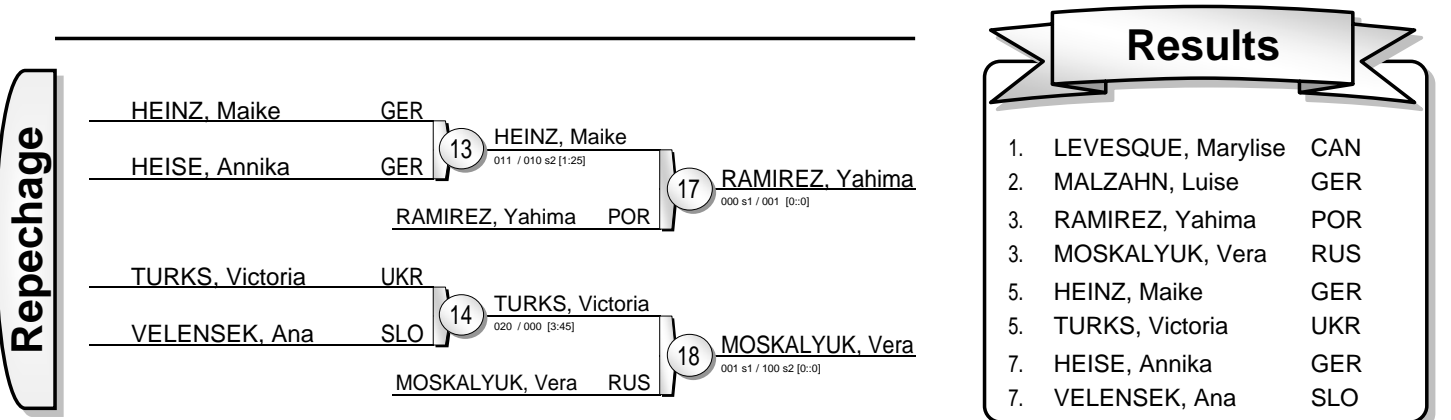 Repechage
HEINZ, Maike GER
HEISE, Annika GER
13
HEINZ, Maike
011 / 010 s2 [1:25]
RAMIREZ, Yahima POR
17
RAMIREZ, Yahima
000 s1 / 001 [0::0]
TURKS, Victoria UKR
VELENSEK, Ana SLO
14
TURKS, Victoria
020 / 000 [3:45]
MOSKALYUK, Vera RUS
18
MOSKALYUK, Vera
001 s1 / 100 s2 [0::0]
Results
1. LEVESQUE, Marylise CAN
2. MALZAHN, Luise GER
3. RAMIREZ, Yahima POR
3. MOSKALYUK, Vera RUS
5. HEINZ, Maike GER
5. TURKS, Victoria UKR
7. HEISE, Annika GER
7. VELENSEK, Ana SLO